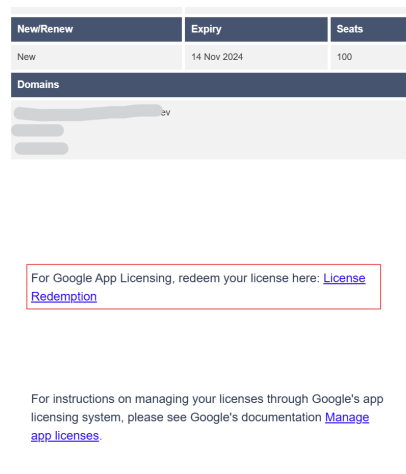 New/Renew Expiry Seats
New 14 Nov 2024 100
Domains
ev
For Google App Licensing, redeem your license here: License
Redemption
For instructions on managing your licenses through Google's app
licensing system, please see Google's documentation Manage
app licenses.